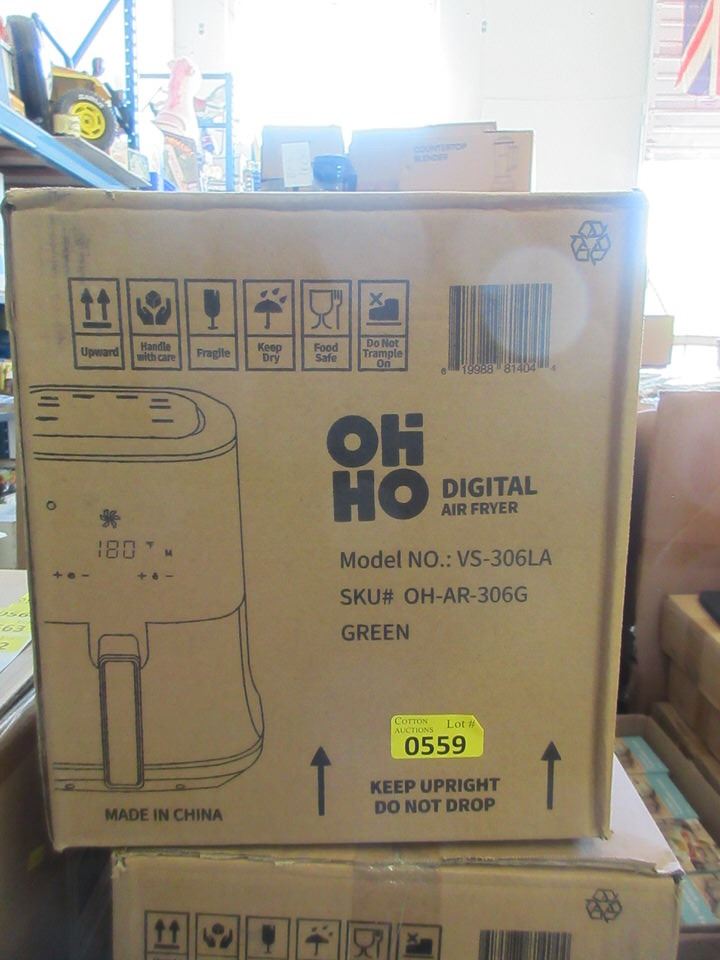 COUNTERTOP
BLENDER
Upward
Handle
with care
Fragile
Keep
Dry
Food
Safe
Do Not
Trample
On
6 19988 81404 4
OH
HO
DIGITAL
AIR FRYER
180 °F M
Model NO.: VS-306LA
SKU# OH-AR-306G
GREEN
COTTON
AUCTIONS
Lot #
0559
KEEP UPRIGHT
DO NOT DROP
MADE IN CHINA